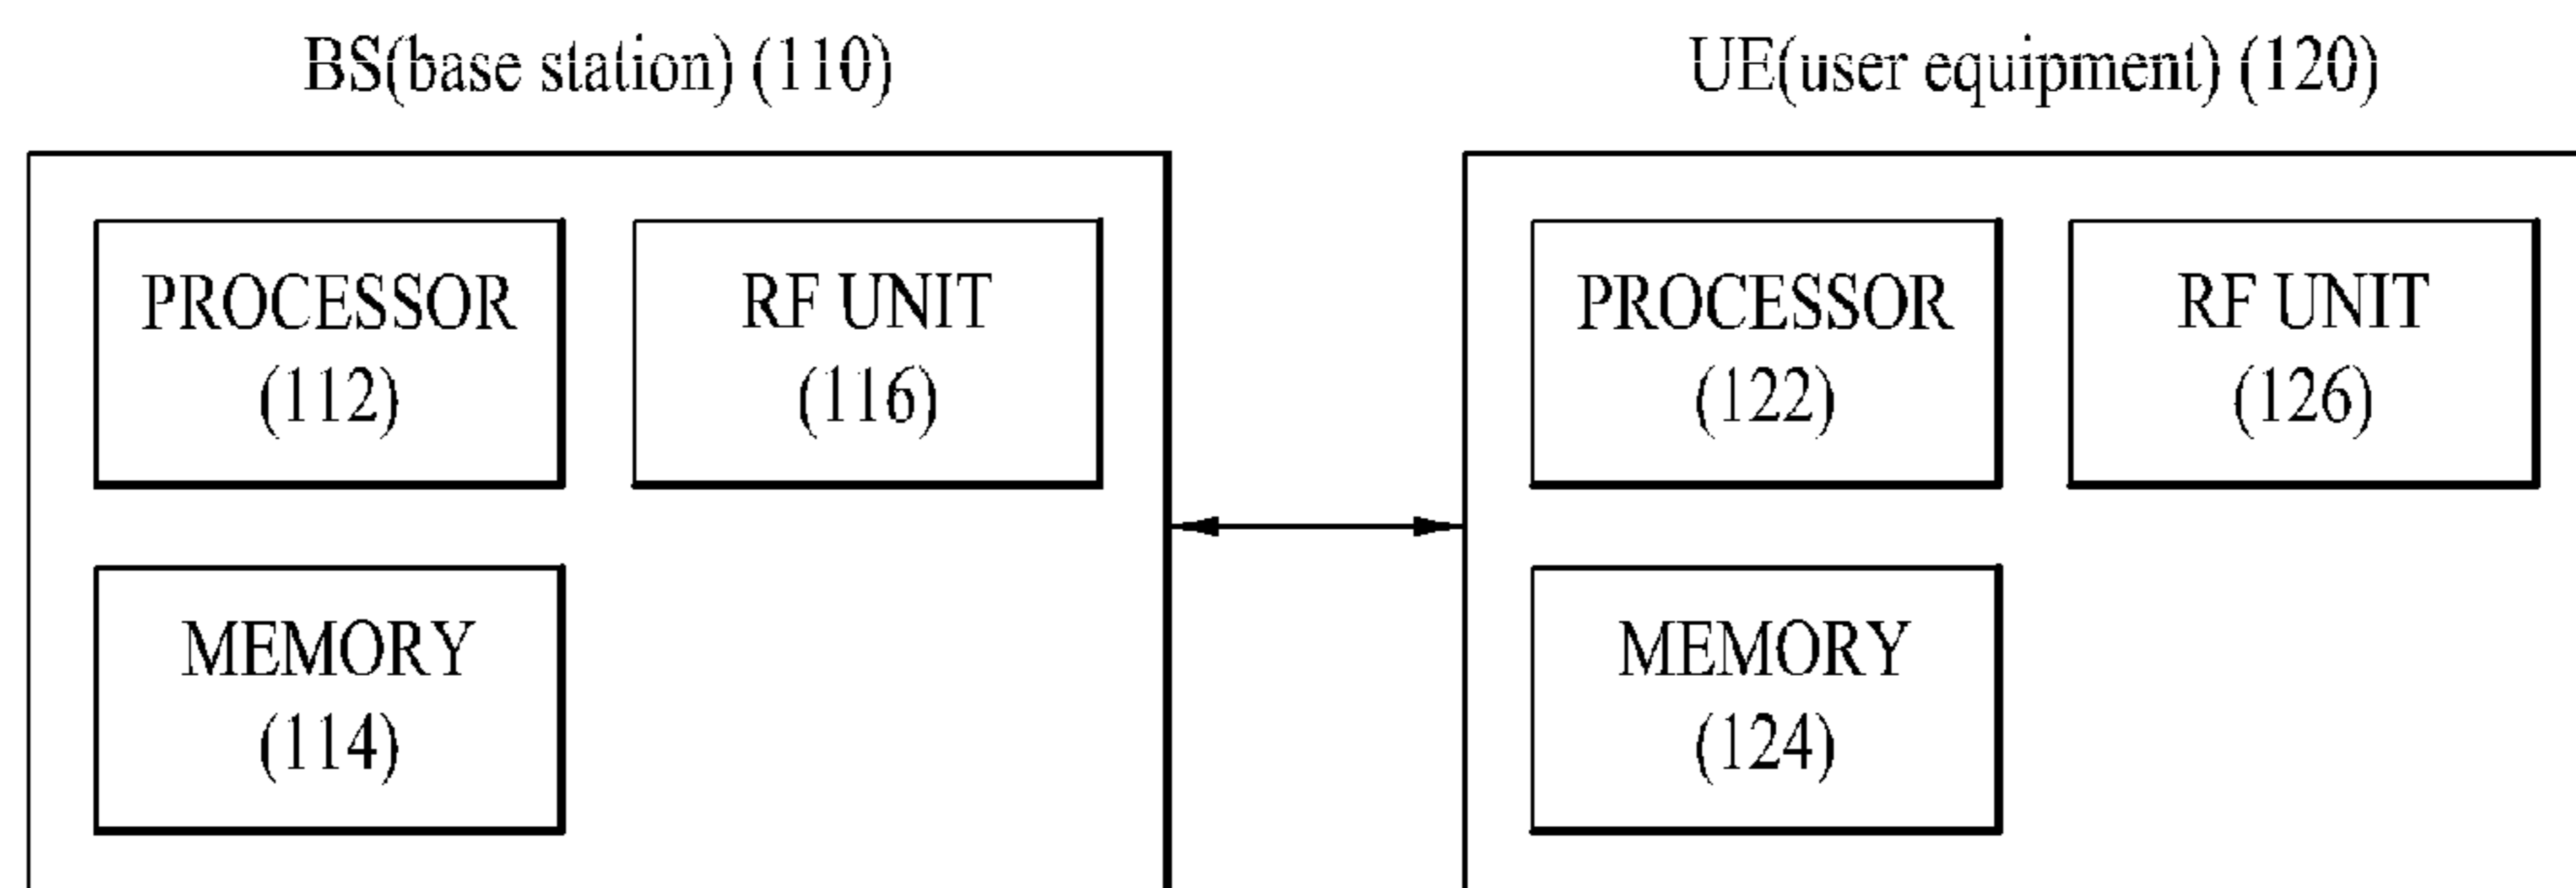 BS(base station) (110)
UE(user equipment) (120)
PROCESSOR
(112)
RF UNIT
(116)
MEMORY
(114)
PROCESSOR
(122)
RF UNIT
(126)
MEMORY
(124)